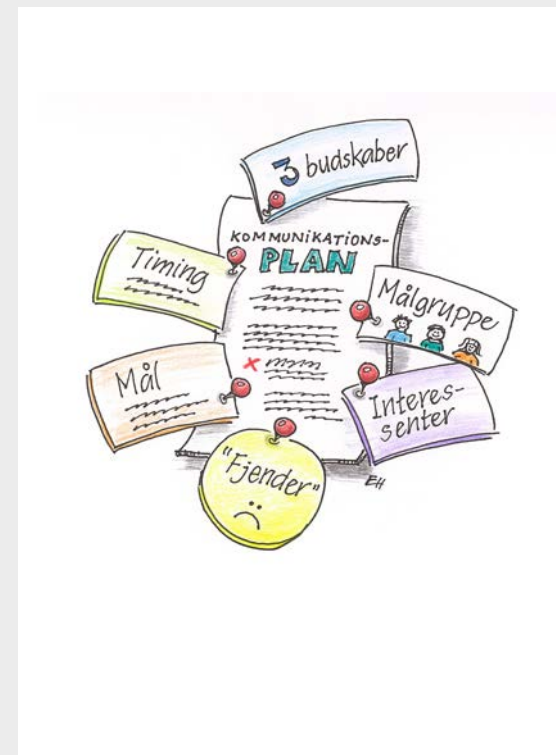 3 budskaber
KOMMUNiKATiONS-
PLAN
Timing
Målgruppe
Mål
Interes-
senter
"Fjender"
EH